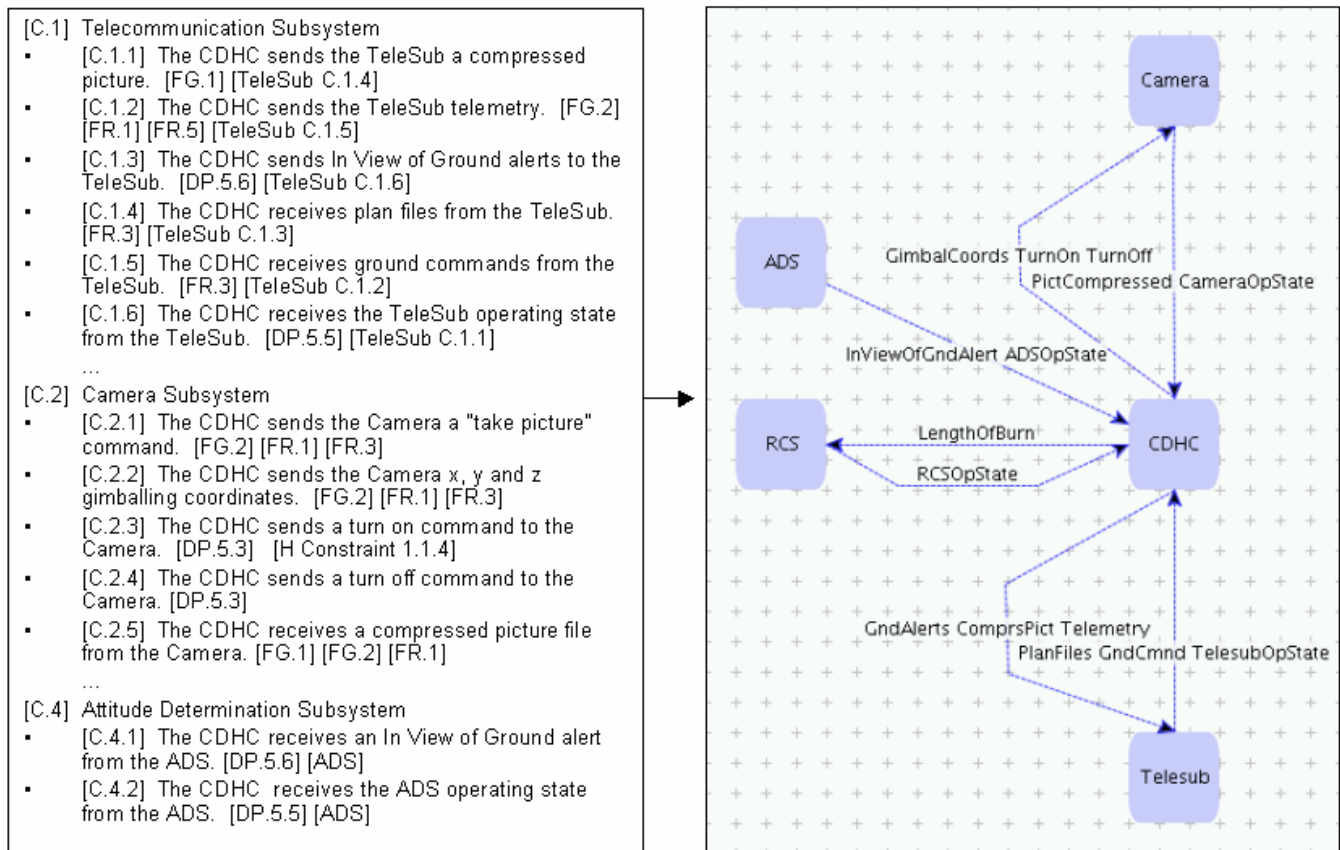 [C.1] Telecommunication Subsystem
▪ [C.1.1] The CDHC sends the TeleSub a compressed
picture. [FG.1] [TeleSub C.1.4]
▪ [C.1.2] The CDHC sends the TeleSub telemetry. [FG.2]
[FR.1] [FR.5] [TeleSub C.1.5]
▪ [C.1.3] The CDHC sends In View of Ground alerts to the
TeleSub. [DP.5.6] [TeleSub C.1.6]
▪ [C.1.4] The CDHC receives plan files from the TeleSub.
[FR.3] [TeleSub C.1.3]
▪ [C.1.5] The CDHC receives ground commands from the
TeleSub. [FR.3] [TeleSub C.1.2]
▪ [C.1.6] The CDHC receives the TeleSub operating state
from the TeleSub. [DP.5.5] [TeleSub C.1.1]
...
[C.2] Camera Subsystem
▪ [C.2.1] The CDHC sends the Camera a "take picture"
command. [FG.2] [FR.1] [FR.3]
▪ [C.2.2] The CDHC sends the Camera x, y and z
gimballing coordinates. [FG.2] [FR.1] [FR.3]
▪ [C.2.3] The CDHC sends a turn on command to the
Camera. [DP.5.3] [H Constraint 1.1.4]
▪ [C.2.4] The CDHC sends a turn off command to the
Camera. [DP.5.3]
▪ [C.2.5] The CDHC receives a compressed picture file
from the Camera. [FG.1] [FG.2] [FR.1]
...
[C.4] Attitude Determination Subsystem
▪ [C.4.1] The CDHC receives an In View of Ground alert
from the ADS. [DP.5.6] [ADS]
▪ [C.4.2] The CDHC receives the ADS operating state
from the ADS. [DP.5.5] [ADS]
Camera
ADS
GimbalCoords TurnOn TurnOff
PictCompressed CameraOpState
InViewOfGndAlert ADSOpState
RCS
LengthOfBurn
CDHC
RCSOpState
GndAlerts ComprsPict Telemetry
PlanFiles GndCmnd TelesubOpState
Telesub